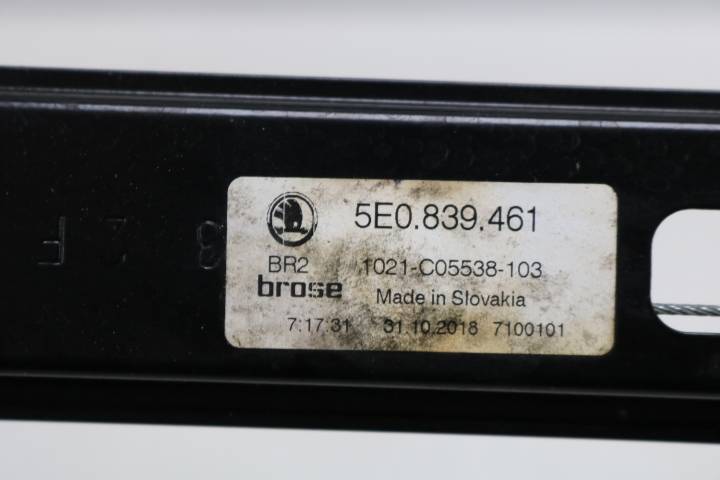 5E0.839.461
BR2 1021-C05538-103
brose Made in Slovakia
7:17:31 31.10.2018 7100101